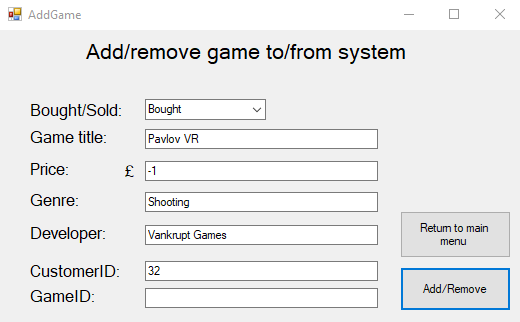 AddGame
Add/remove game to/from system
Bought/Sold: Bought
Game title: Pavlov VR
Price: £ -1
Genre: Shooting
Developer: Vankrupt Games
Return to main
menu
CustomerID: 32
Add/Remove
GameID: